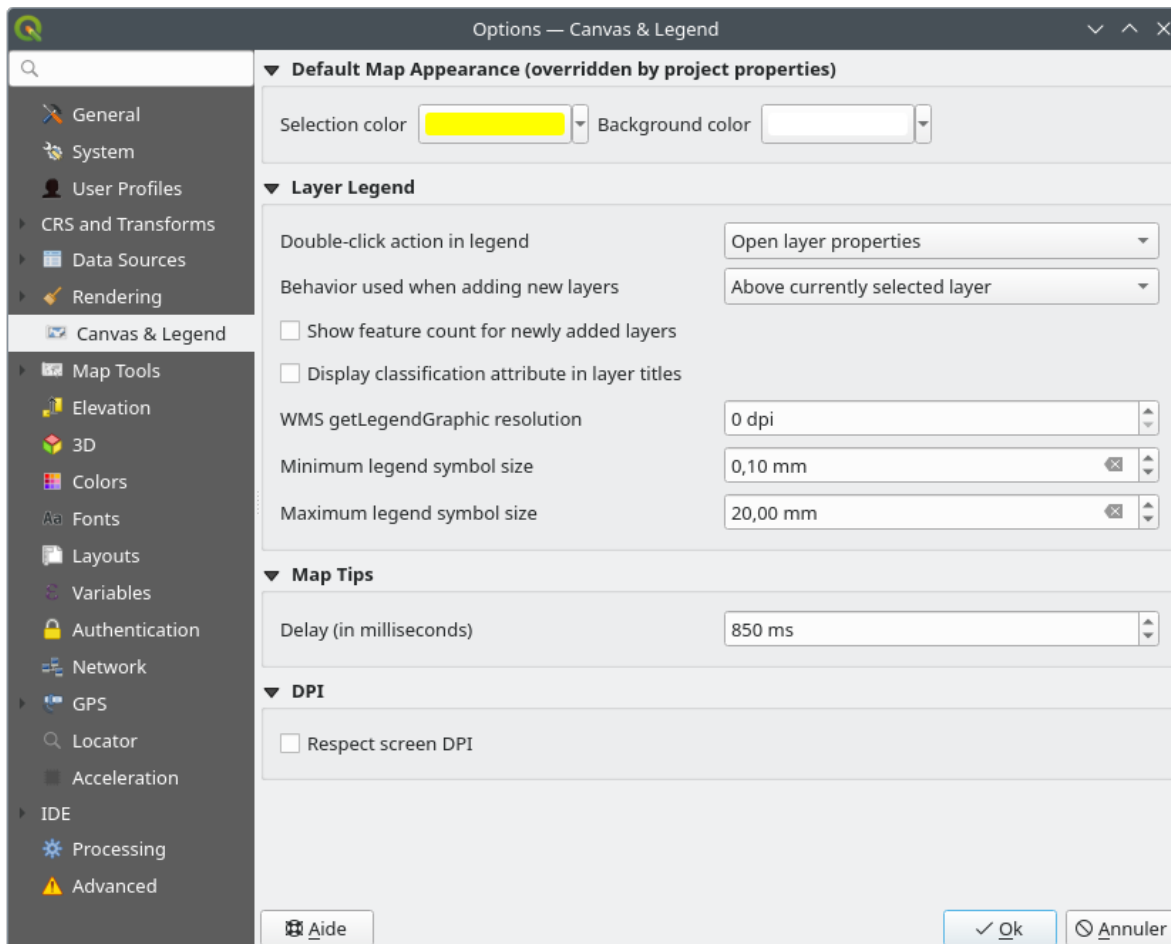 Options — Canvas & Legend
General
System
User Profiles
CRS and Transforms
Data Sources
Rendering
Canvas & Legend
Map Tools
Elevation
3D
Colors
Aa Fonts
Layouts
ε Variables
Authentication
Network
GPS
Locator
Acceleration
IDE
Processing
Advanced
Default Map Appearance (overridden by project properties)
Selection color Background color
Layer Legend
Double-click action in legend Open layer properties
Behavior used when adding new layers Above currently selected layer
Show feature count for newly added layers
Display classification attribute in layer titles
WMS getLegendGraphic resolution 0 dpi
Minimum legend symbol size 0,10 mm
Maximum legend symbol size 20,00 mm
Map Tips
Delay (in milliseconds) 850 ms
DPI
Respect screen DPI
Aide Ok Annuler